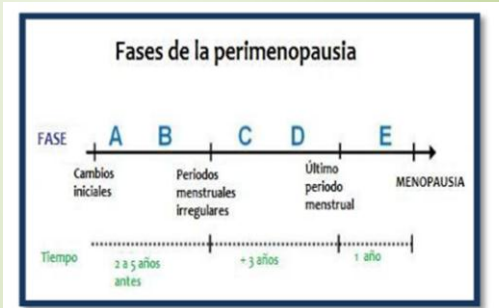 Fases de la perimenopausia
FASE A B C D E
Cambios
iniciales
Periodos
menstruales
irregulares
Último
periodo
menstrual
MENOPAUSIA
Tiempo
2 a 5 años
antes
+ 3 años
1 año